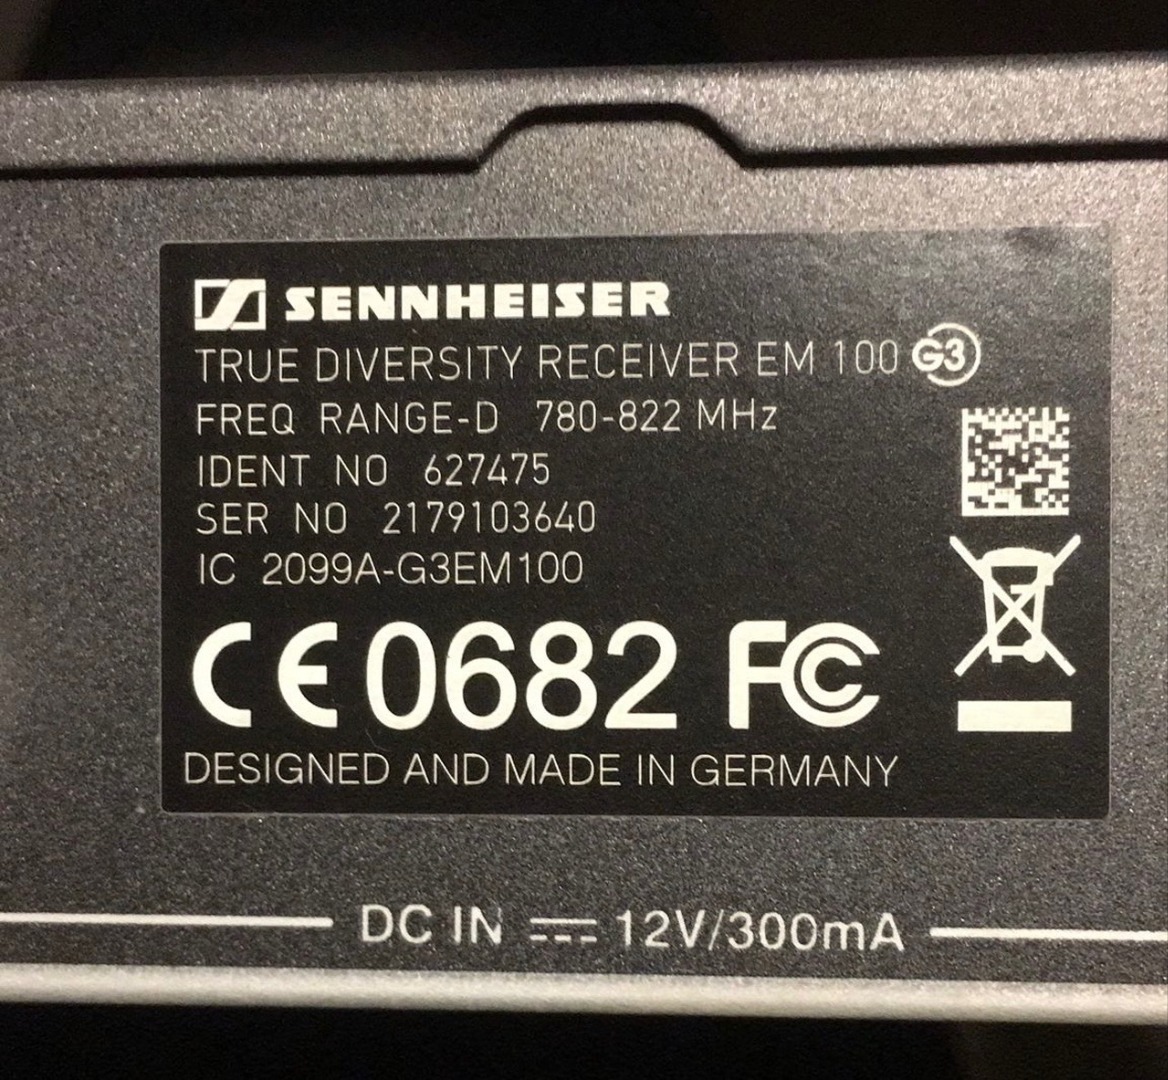 SENNHEISER
TRUE DIVERSITY RECEIVER EM 100 G3
FREQ RANGE-D 780-822 MHz
IDENT NO 627475
SER NO 2179103640
IC 2099A-G3EM100
CE 0682 FC
DESIGNED AND MADE IN GERMANY
DC IN 12V/300mA